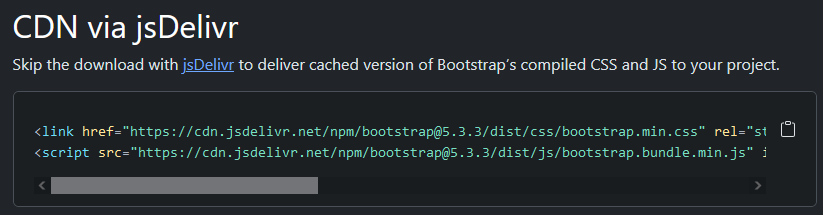 CDN via jsDelivr
Skip the download with jsDelivr to deliver cached version of Bootstrap’s compiled CSS and JS to your project.
<link href="https://cdn.jsdelivr.net/npm/bootstrap@5.3.3/dist/css/bootstrap.min.css" rel="st
<script src="https://cdn.jsdelivr.net/npm/bootstrap@5.3.3/dist/js/bootstrap.bundle.min.js" i